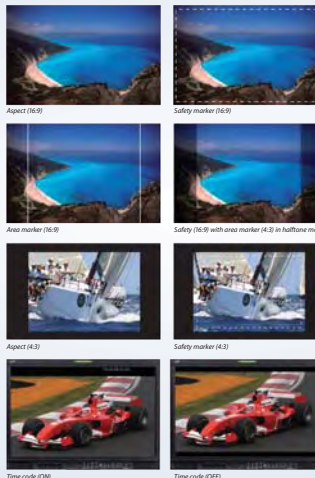 Aspect (16:9)
Safety marker (16:9)
Area marker (16:9)
Safety (16:9) with area marker (4:3) in halftone
Aspect (4:3)
Safety marker (4:3)
Time code (ON)
Time code (OFF)